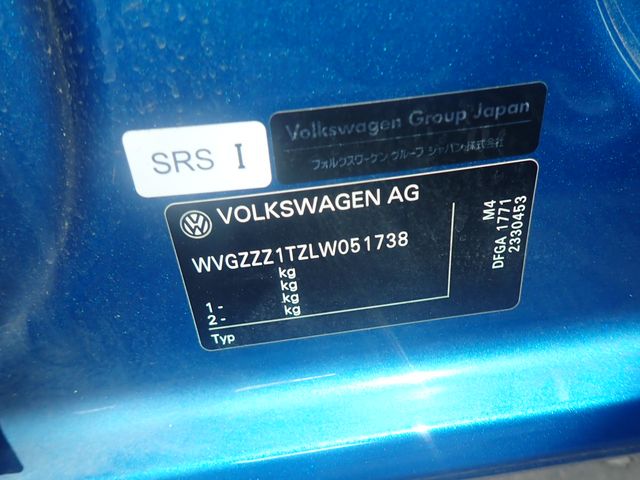 Volkswagen Group Japan
フォルクスワーゲン グループ ジャパン株式会社
SRS I
VOLKSWAGEN AG
WVGZZZ1TZLW051738
kg
kg
1 - kg
2 - kg
Typ
M4
DFGA 1771
2330453